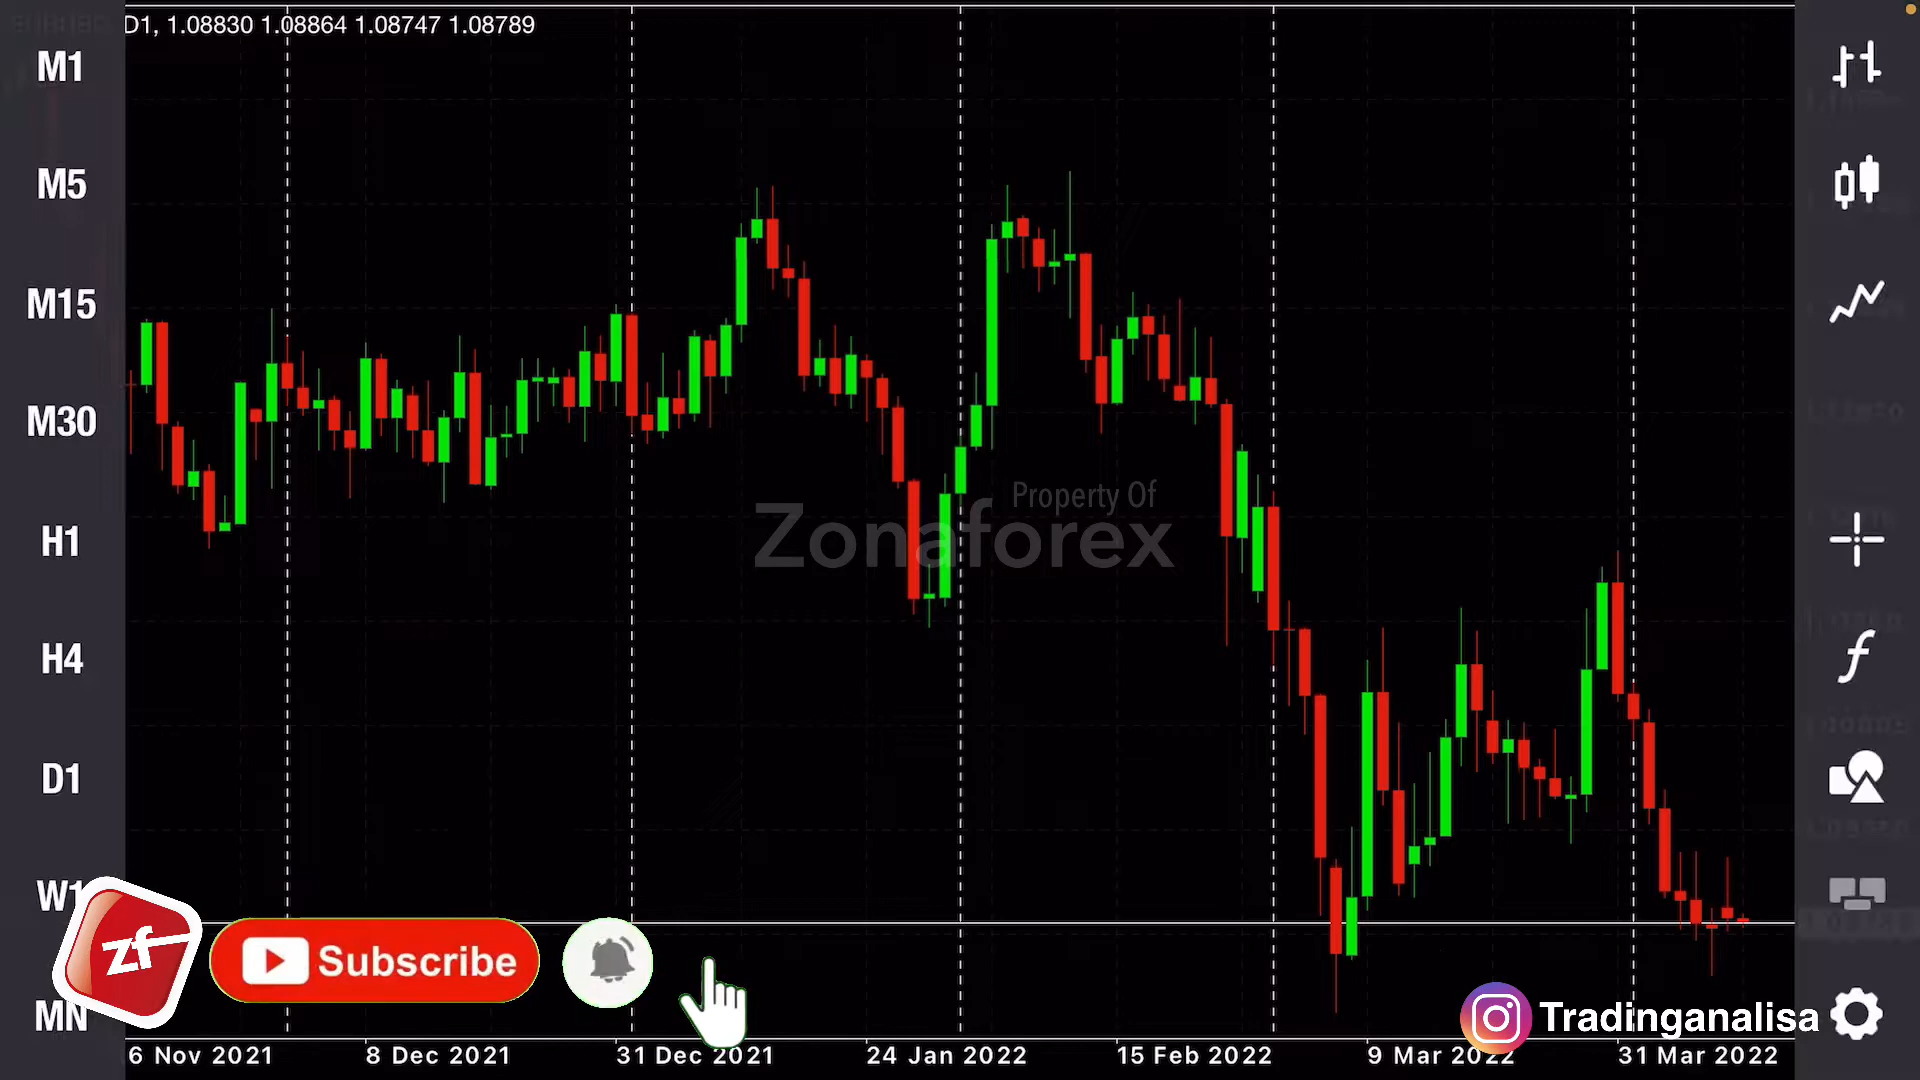 D1, 1.08830 1.08864 1.08747 1.08789
M1
M5
M15
M30
H1
H4
D1
W1
MN
Property Of
Zonaforex
zf
Subscribe
Tradinganalisa
6 Nov 2021
8 Dec 2021
31 Dec 2021
24 Jan 2022
15 Feb 2022
9 Mar 2022
31 Mar 2022